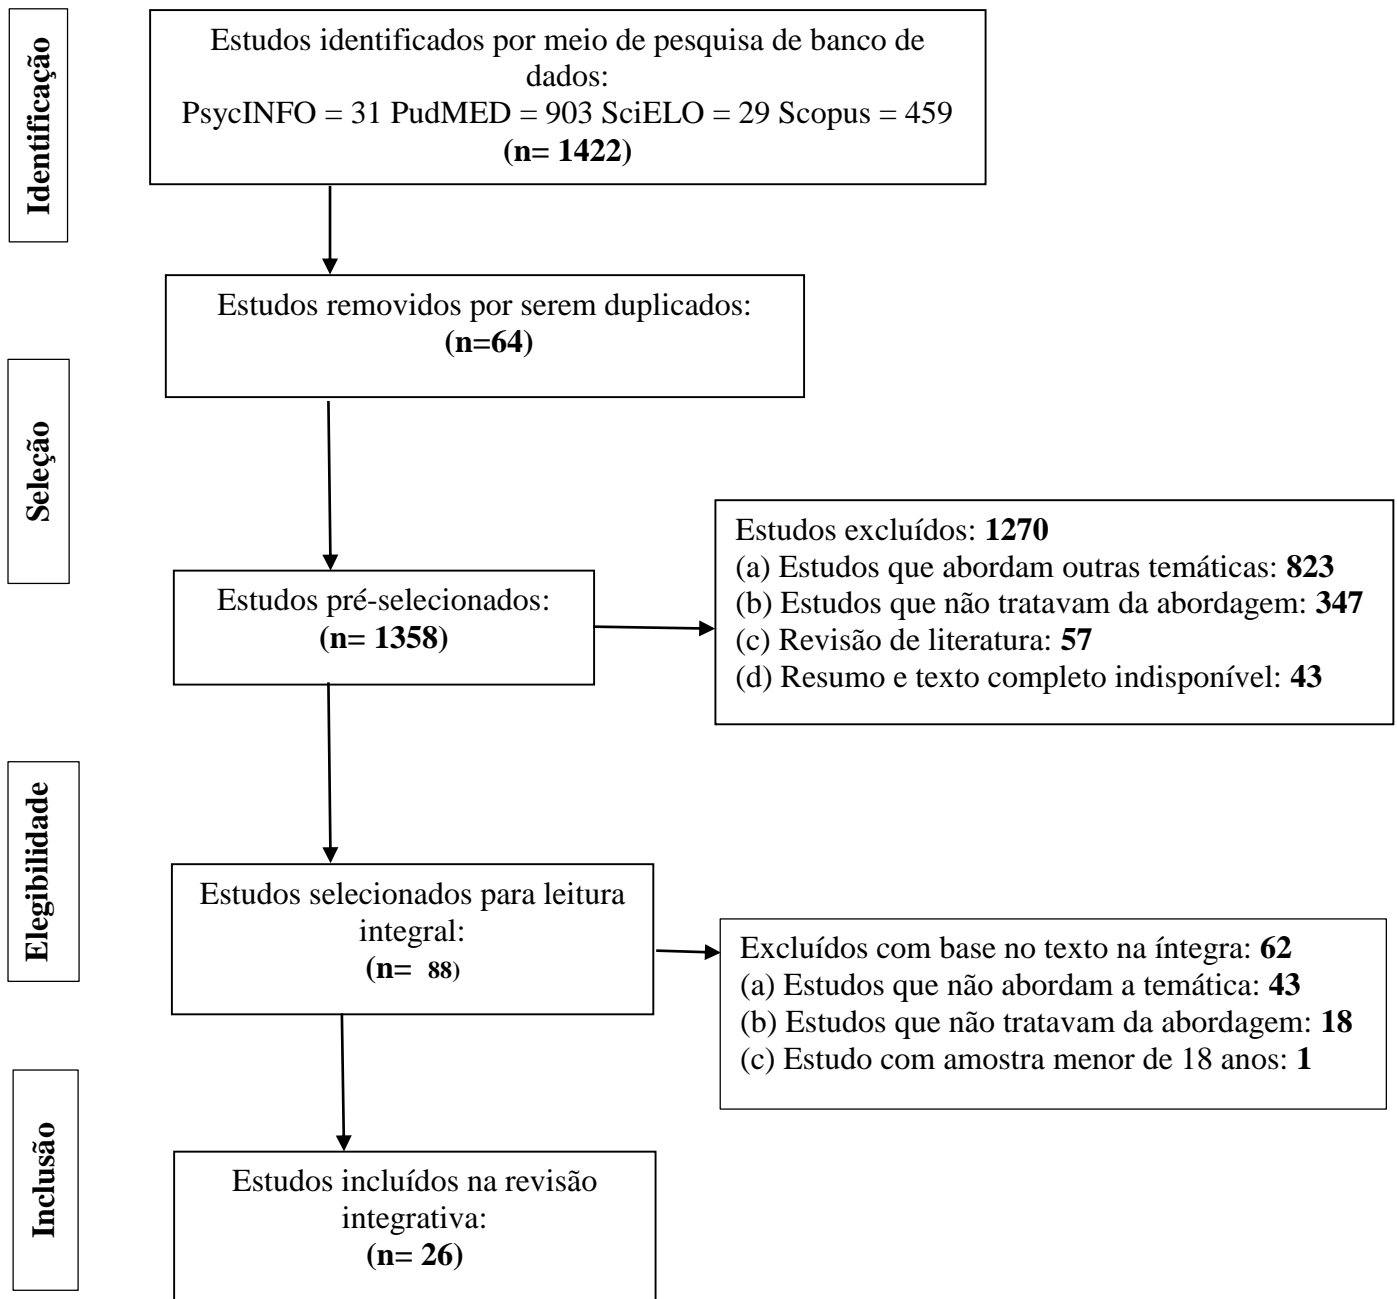 Identificação
Estudos identificados por meio de pesquisa de banco de
dados:
PsycINFO = 31 PudMED = 903 SciELO = 29 Scopus = 459
(n= 1422)
Estudos removidos por serem duplicados:
(n=64)
Seleção
Estudos pré-selecionados:
(n= 1358)
Estudos excluídos: 1270
(a) Estudos que abordam outras temáticas: 823
(b) Estudos que não tratavam da abordagem: 347
(c) Revisão de literatura: 57
(d) Resumo e texto completo indisponível: 43
Elegibilidade
Estudos selecionados para leitura
integral:
(n= 88)
Excluídos com base no texto na íntegra: 62
(a) Estudos que não abordam a temática: 43
(b) Estudos que não tratavam da abordagem: 18
(c) Estudo com amostra menor de 18 anos: 1
Inclusão
Estudos incluídos na revisão
integrativa:
(n= 26)